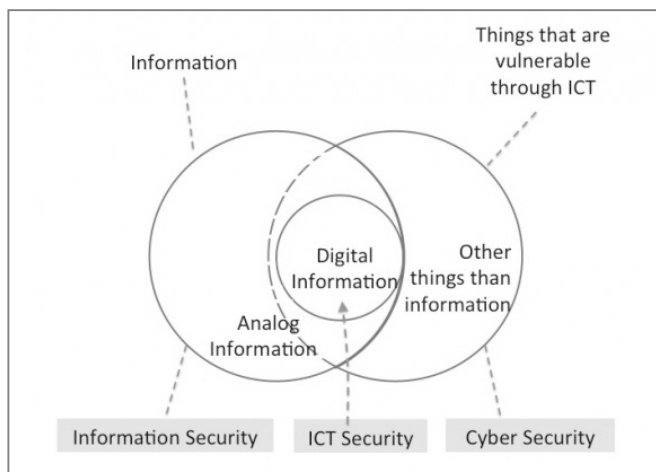 Information
Things that are
vulnerable
through ICT
Digital
Information
Other
things than
information
Analog
Information
Information Security
ICT Security
Cyber Security